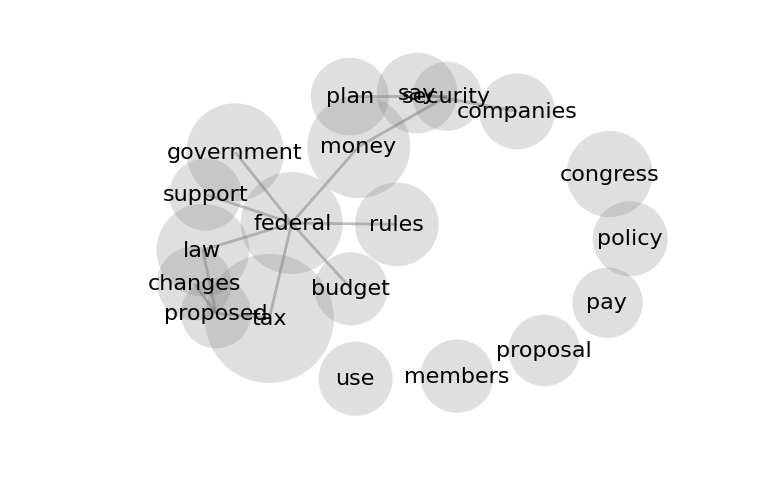 plan
say
security
companies
money
government
congress
support
federal
rules
policy
law
changes
budget
pay
proposed
tax
proposal
use
members